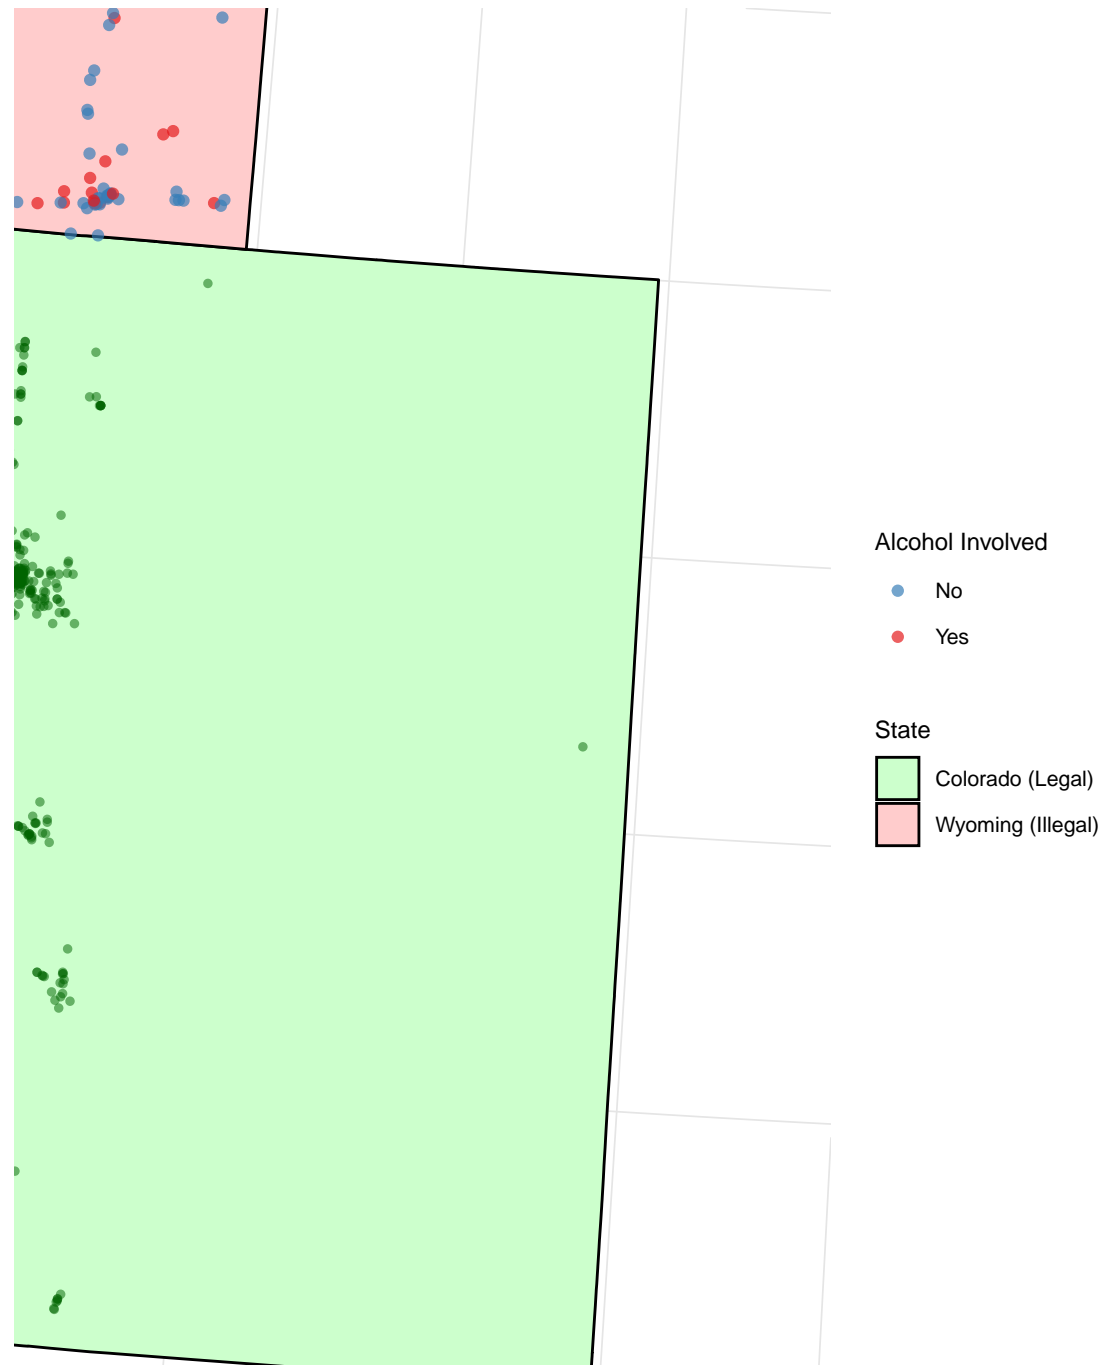 Alcohol Involved
No
Yes
State
Colorado (Legal)
Wyoming (Illegal)